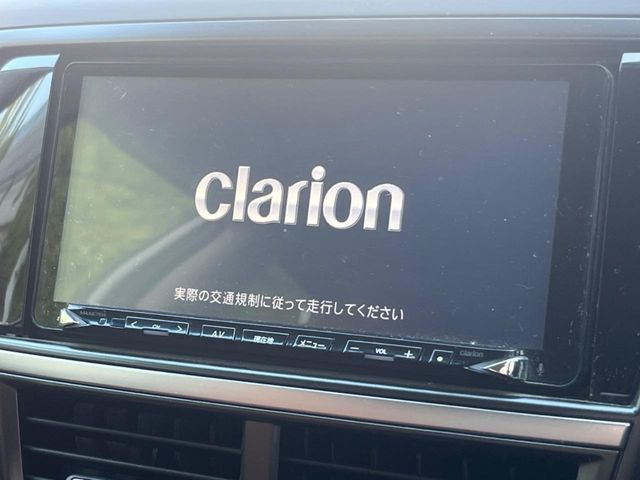 clarion
実際の交通規制に従って走行してください
< CH >
AV
現在地
メニュー
− VOL +
clarion